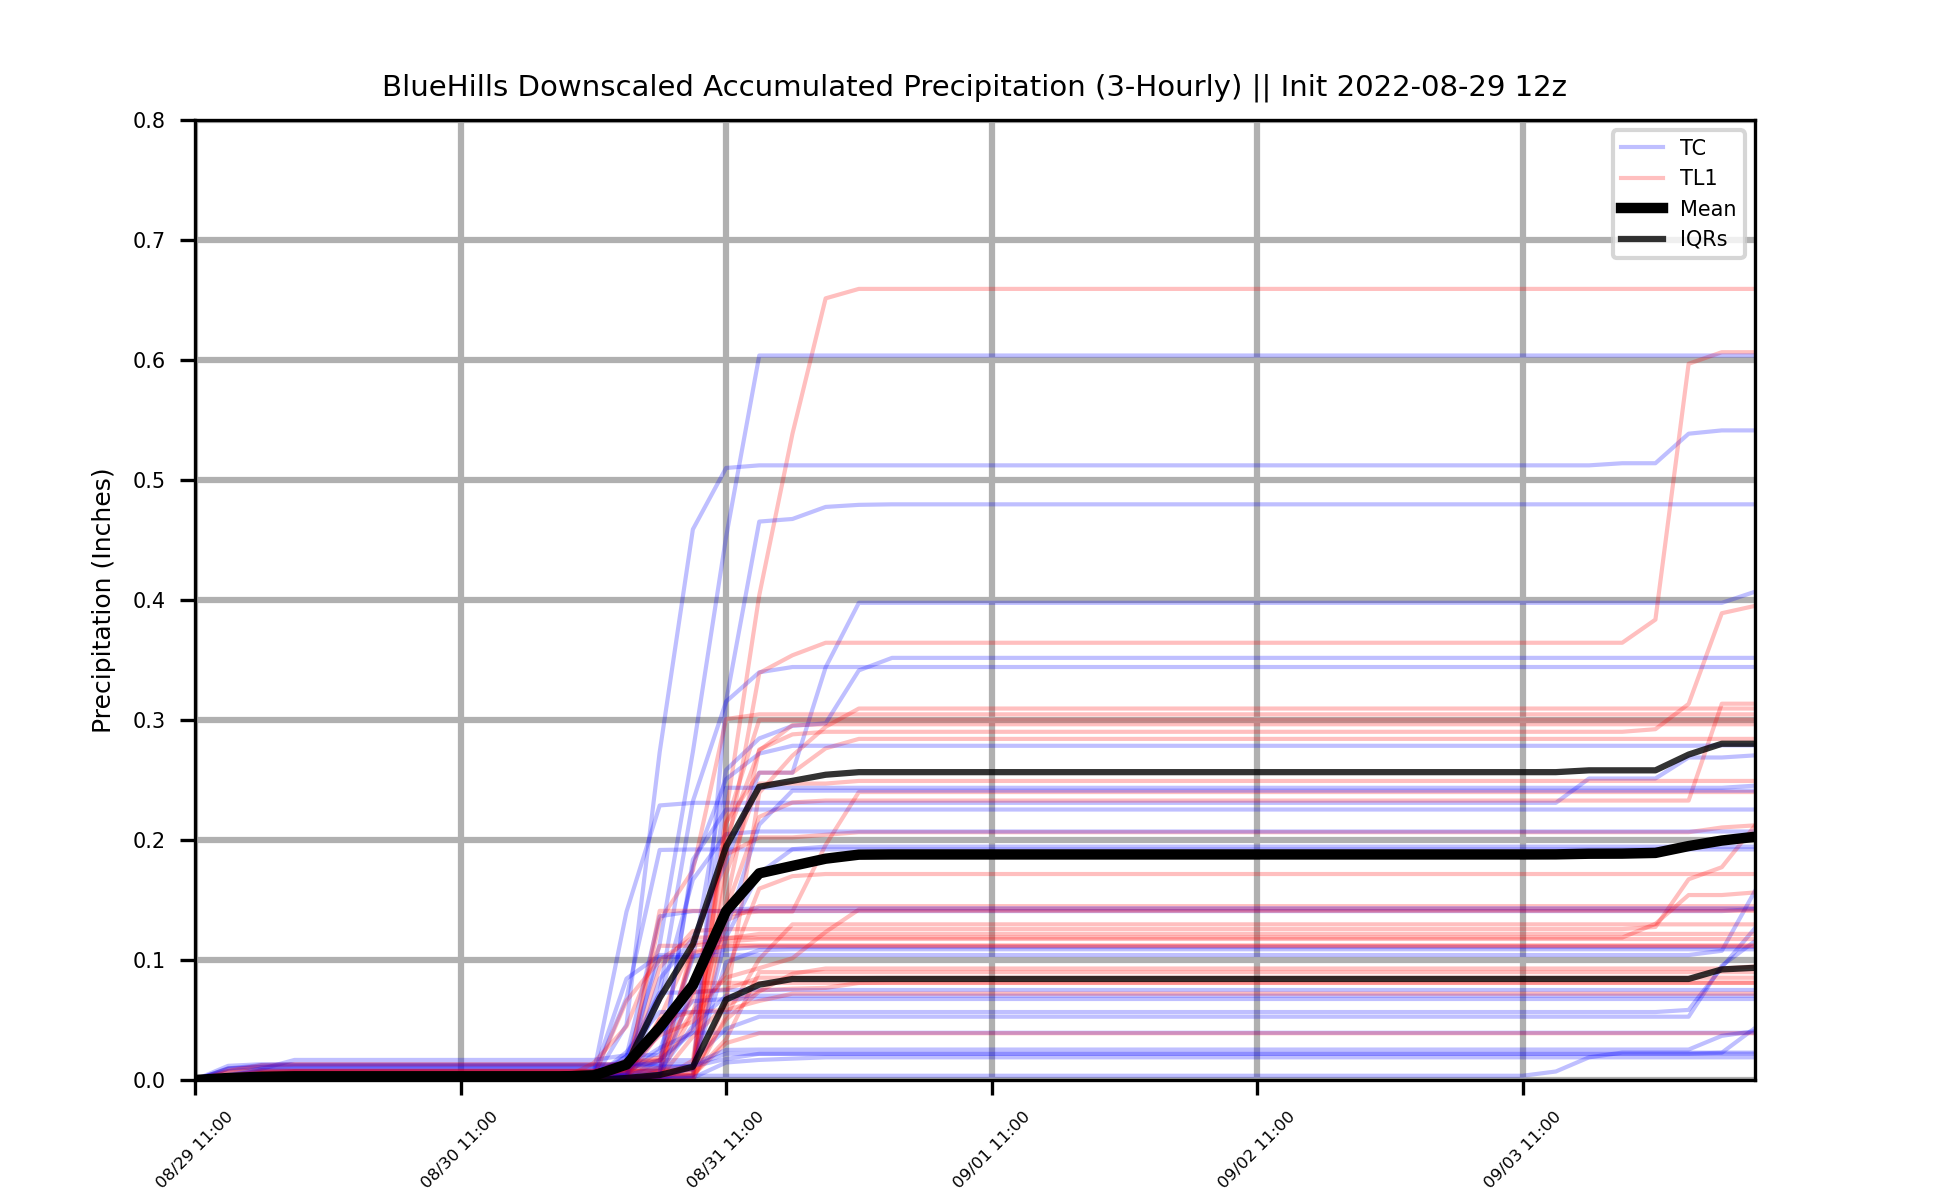 BlueHills Downscaled Accumulated Precipitation (3-Hourly) || Init 2022-08-29 12z
TC
TL1
Mean
IQRs
Precipitation (Inches)
0.8
0.7
0.6
0.5
0.4
0.3
0.2
0.1
0.0
08/29 11:00
08/30 11:00
08/31 11:00
09/01 11:00
09/02 11:00
09/03 11:00